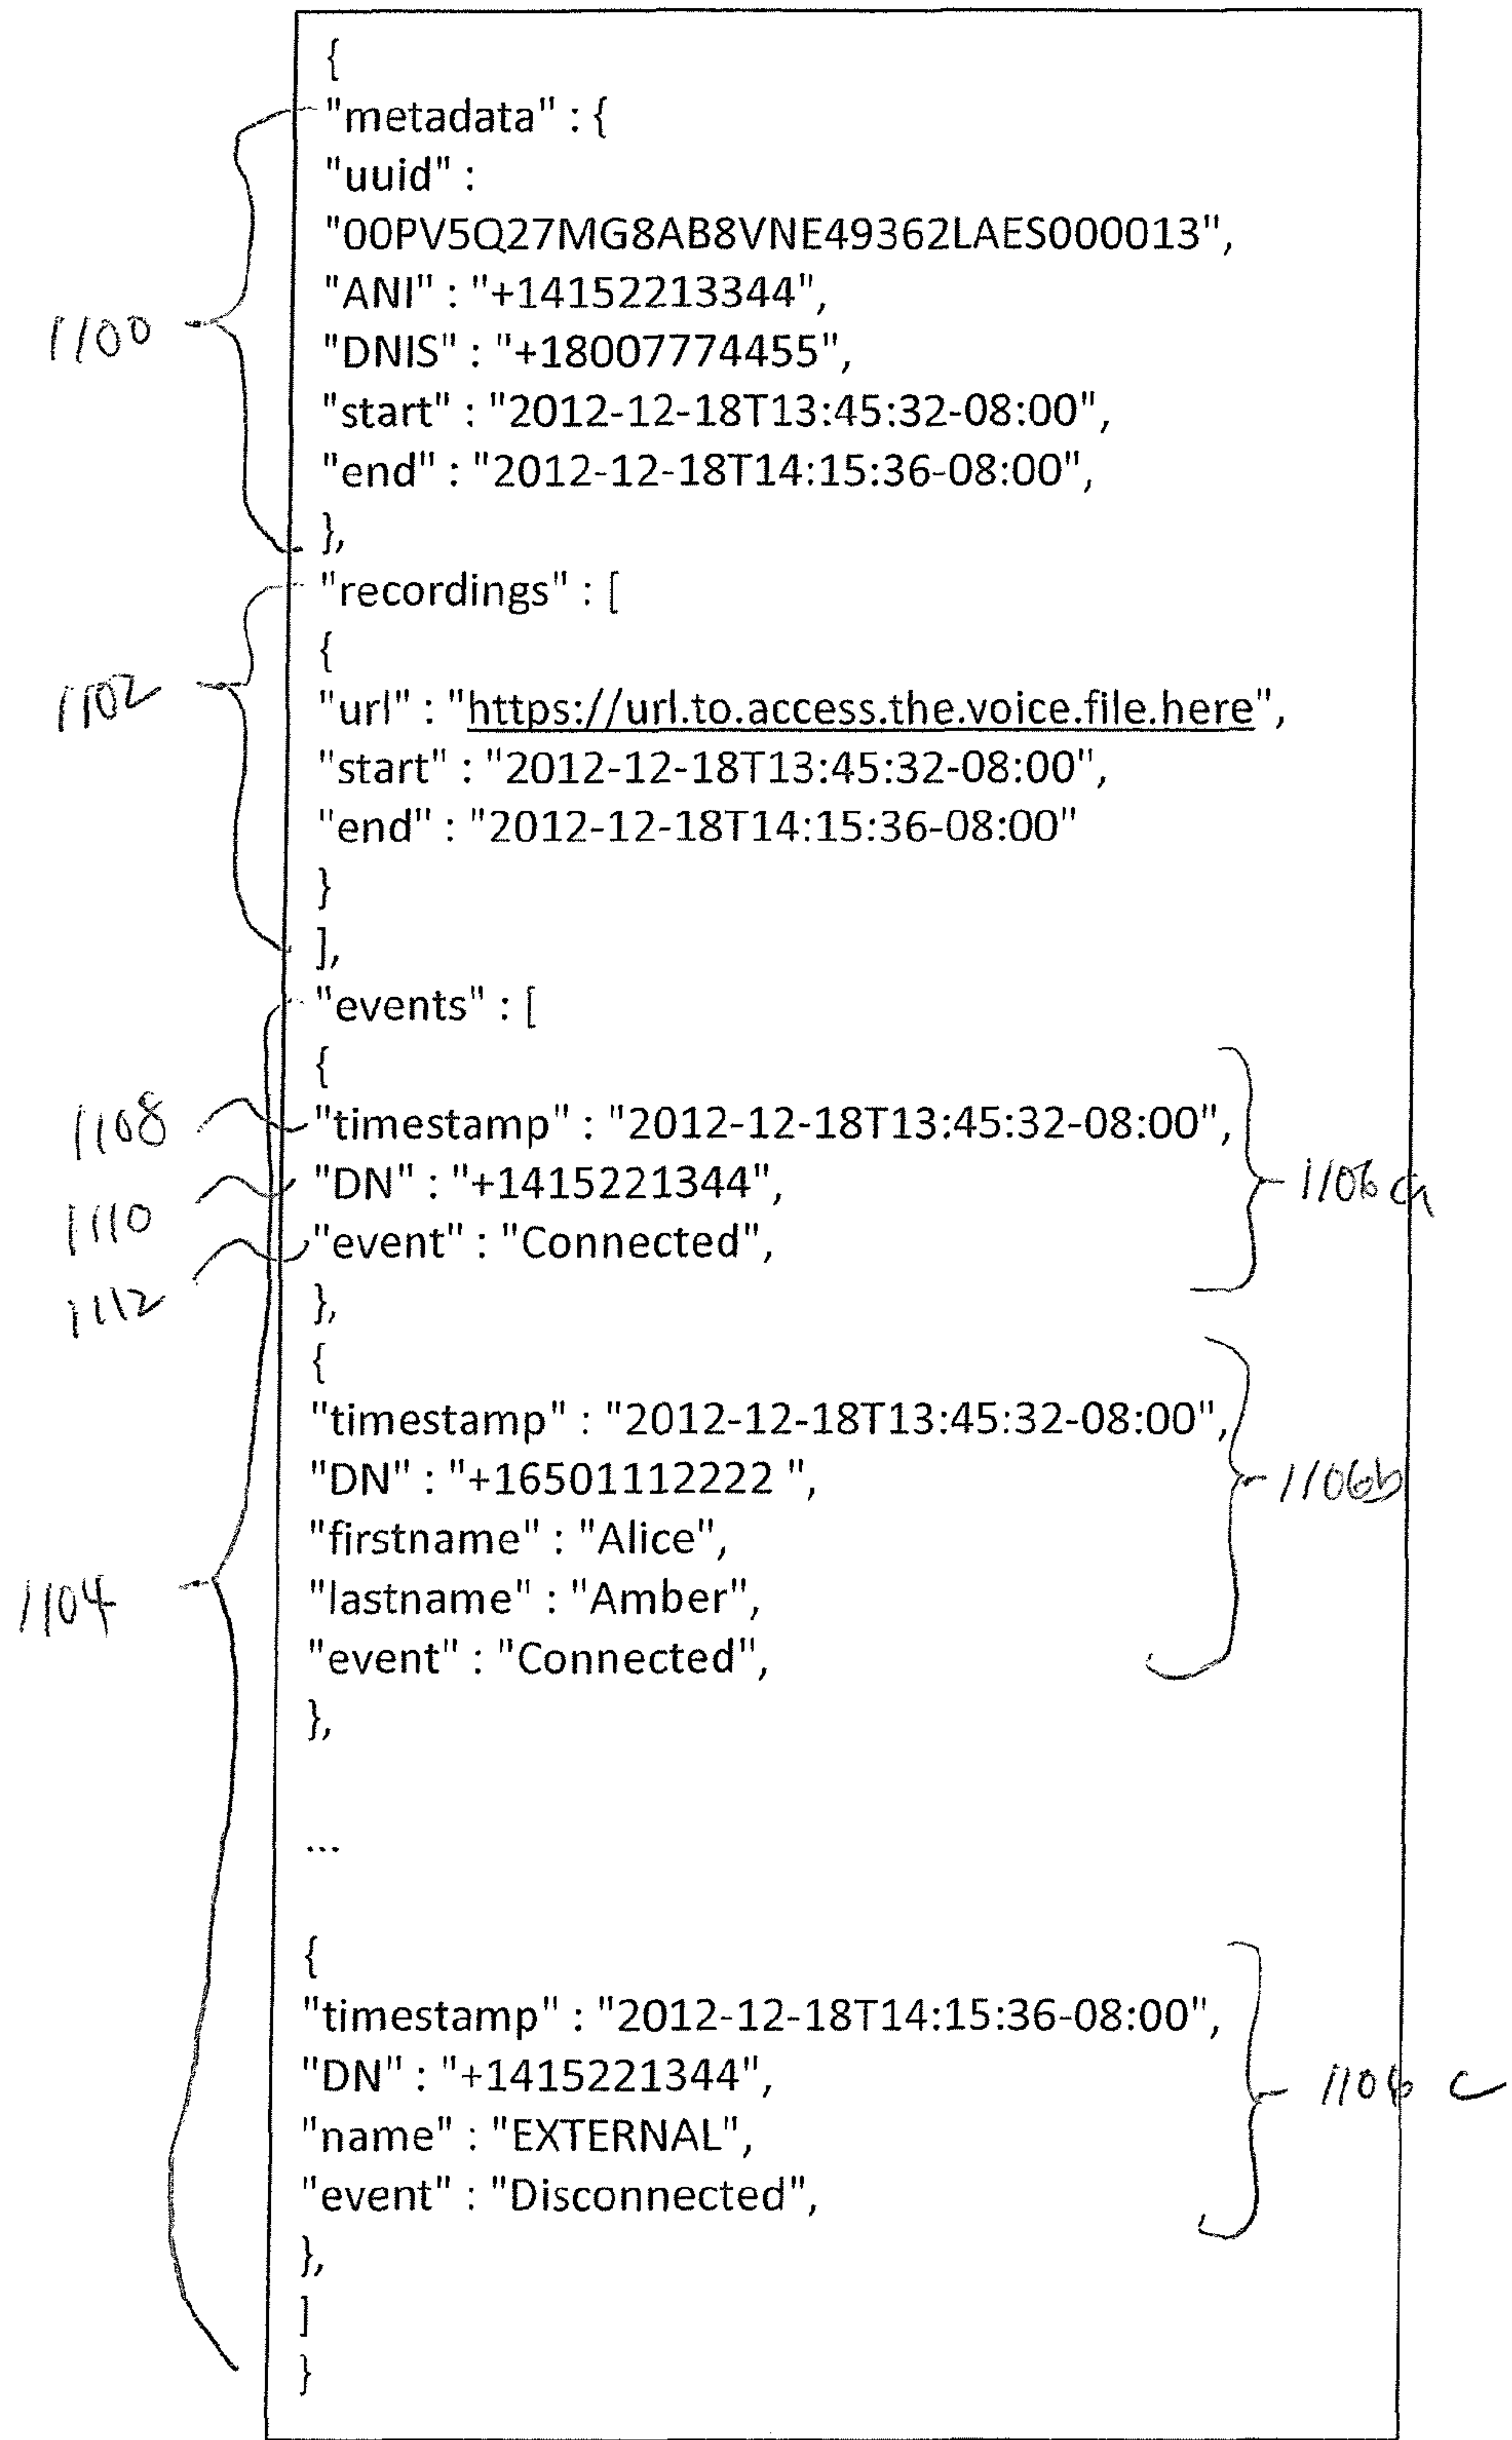 {
"metadata" : {
"uuid" :
"00PV5Q27MG8AB8VNE49362LAES000013",
"ANI" : "+14152213344",
1100
"DNIS" : "+18007774455",
"start" : "2012-12-18T13:45:32-08:00",
"end" : "2012-12-18T14:15:36-08:00",
},
"recordings" : [
{
1102
"url" : "https://url.to.access.the.voice.file.here",
"start" : "2012-12-18T13:45:32-08:00",
"end" : "2012-12-18T14:15:36-08:00"
}
],
"events" : [
{
1108
"timestamp" : "2012-12-18T13:45:32-08:00",
1110
"DN" : "+1415221344",
1106a
1112
"event" : "Connected",
},
{
"timestamp" : "2012-12-18T13:45:32-08:00",
"DN" : "+16501112222 ",
1106b
"firstname" : "Alice",
"lastname" : "Amber",
1104
"event" : "Connected",
},
...
{
"timestamp" : "2012-12-18T14:15:36-08:00",
"DN" : "+1415221344",
1106 c
"name" : "EXTERNAL",
"event" : "Disconnected",
},
]
}